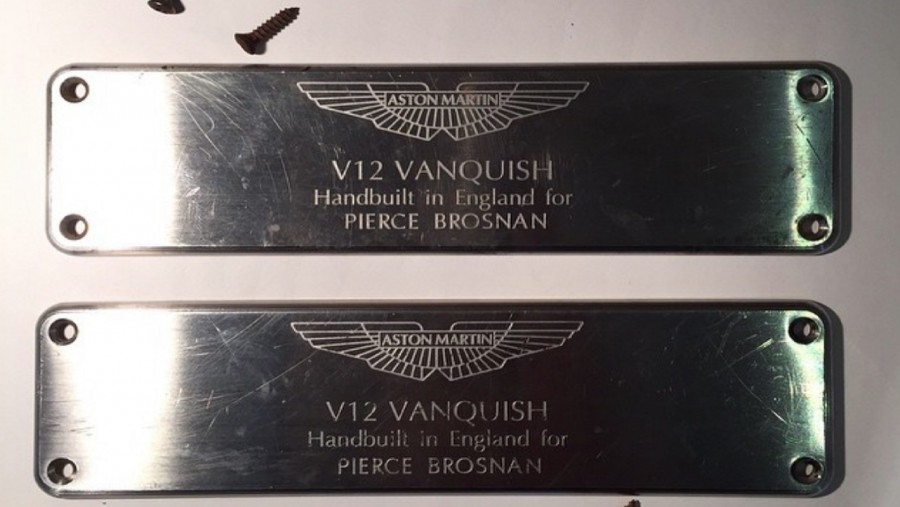 ASTON MARTIN
V12 VANQUISH
Handbuilt in England for
PIERCE BROSNAN
ASTON MARTIN
V12 VANQUISH
Handbuilt in England for
PIERCE BROSNAN